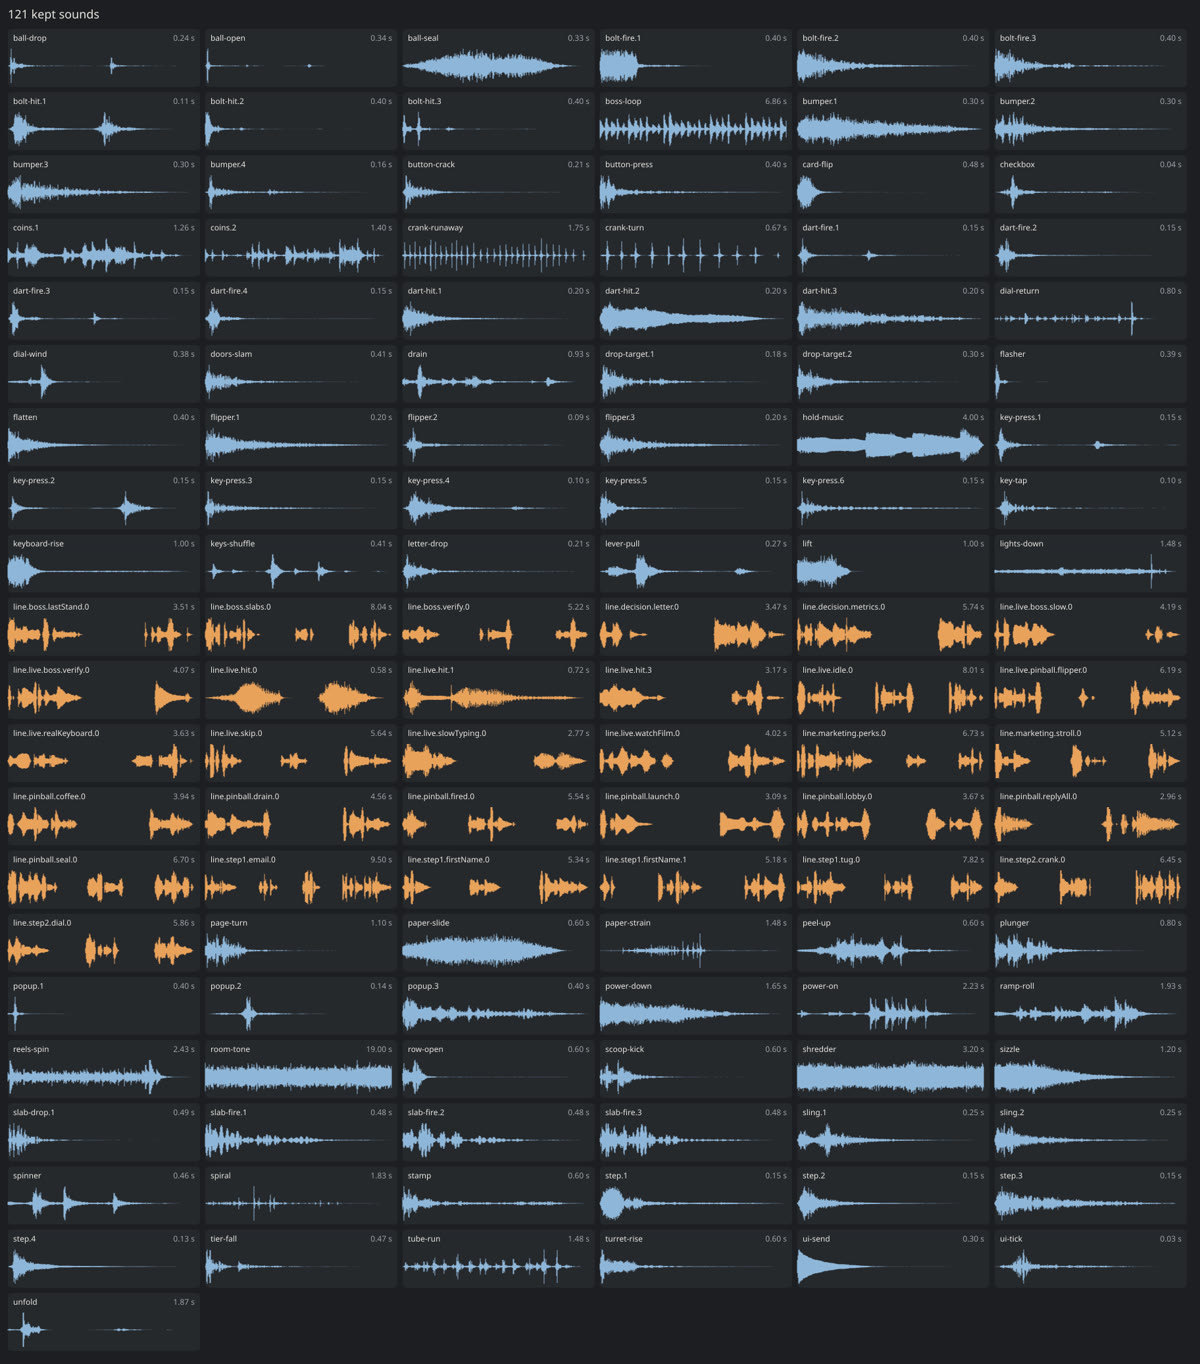 121 kept sounds
ball-drop 0.24 s ball-open 0.34 s ball-seal 0.33 s bolt-fire.1 0.40 s bolt-fire.2 0.40 s bolt-fire.3 0.40 s
bolt-hit.1 0.11 s bolt-hit.2 0.40 s bolt-hit.3 0.40 s boss-loop 6.86 s bumper.1 0.30 s bumper.2 0.30 s
bumper.3 0.30 s bumper.4 0.16 s button-crack 0.21 s button-press 0.40 s card-flip 0.48 s checkbox 0.04 s
coins.1 1.26 s coins.2 1.40 s crank-runaway 1.75 s crank-turn 0.67 s dart-fire.1 0.15 s dart-fire.2 0.15 s
dart-fire.3 0.15 s dart-fire.4 0.15 s dart-hit.1 0.20 s dart-hit.2 0.20 s dart-hit.3 0.20 s dial-return 0.80 s
dial-wind 0.38 s doors-slam 0.41 s drain 0.93 s drop-target.1 0.18 s drop-target.2 0.30 s flasher 0.39 s
flatten 0.40 s flipper.1 0.20 s flipper.2 0.09 s flipper.3 0.20 s hold-music 4.00 s key-press.1 0.15 s
key-press.2 0.15 s key-press.3 0.15 s key-press.4 0.10 s key-press.5 0.15 s key-press.6 0.15 s key-tap 0.10 s
keyboard-rise 1.00 s keys-shuffle 0.41 s letter-drop 0.21 s lever-pull 0.27 s lift 1.00 s lights-down 1.48 s
line.boss.lastStand.0 3.51 s line.boss.slabs.0 8.04 s line.boss.verify.0 5.22 s line.decision.letter.0 3.47 s line.decision.metrics.0 5.74 s line.live.boss.slow.0 4.19 s
line.live.boss.verify.0 4.07 s line.live.hit.0 0.58 s line.live.hit.1 0.72 s line.live.hit.3 3.17 s line.live.idle.0 8.01 s line.live.pinball.flipper.0 6.19 s
line.live.realKeyboard.0 3.63 s line.live.skip.0 5.64 s line.live.slowTyping.0 2.77 s line.live.watchFilm.0 4.02 s line.marketing.perks.0 6.73 s line.marketing.stroll.0 5.12 s
line.pinball.coffee.0 3.94 s line.pinball.drain.0 4.56 s line.pinball.fired.0 5.54 s line.pinball.launch.0 3.09 s line.pinball.lobby.0 3.67 s line.pinball.replyAll.0 2.96 s
line.pinball.seal.0 6.70 s line.step1.email.0 9.50 s line.step1.firstName.0 5.34 s line.step1.firstName.1 5.18 s line.step1.tug.0 7.82 s line.step2.crank.0 6.45 s
line.step2.dial.0 5.86 s page-turn 1.10 s paper-slide 0.60 s paper-strain 1.48 s peel-up 0.60 s plunger 0.80 s
popup.1 0.40 s popup.2 0.14 s popup.3 0.40 s power-down 1.65 s power-on 2.23 s ramp-roll 1.93 s
reels-spin 2.43 s room-tone 19.00 s row-open 0.60 s scoop-kick 0.60 s shredder 3.20 s sizzle 1.20 s
slab-drop.1 0.49 s slab-fire.1 0.48 s slab-fire.2 0.48 s slab-fire.3 0.48 s sling.1 0.25 s sling.2 0.25 s
spinner 0.46 s spiral 1.83 s stamp 0.60 s step.1 0.15 s step.2 0.15 s step.3 0.15 s
step.4 0.13 s tier-fall 0.47 s tube-run 1.48 s turret-rise 0.60 s ui-send 0.30 s ui-tick 0.03 s
unfold 1.87 s